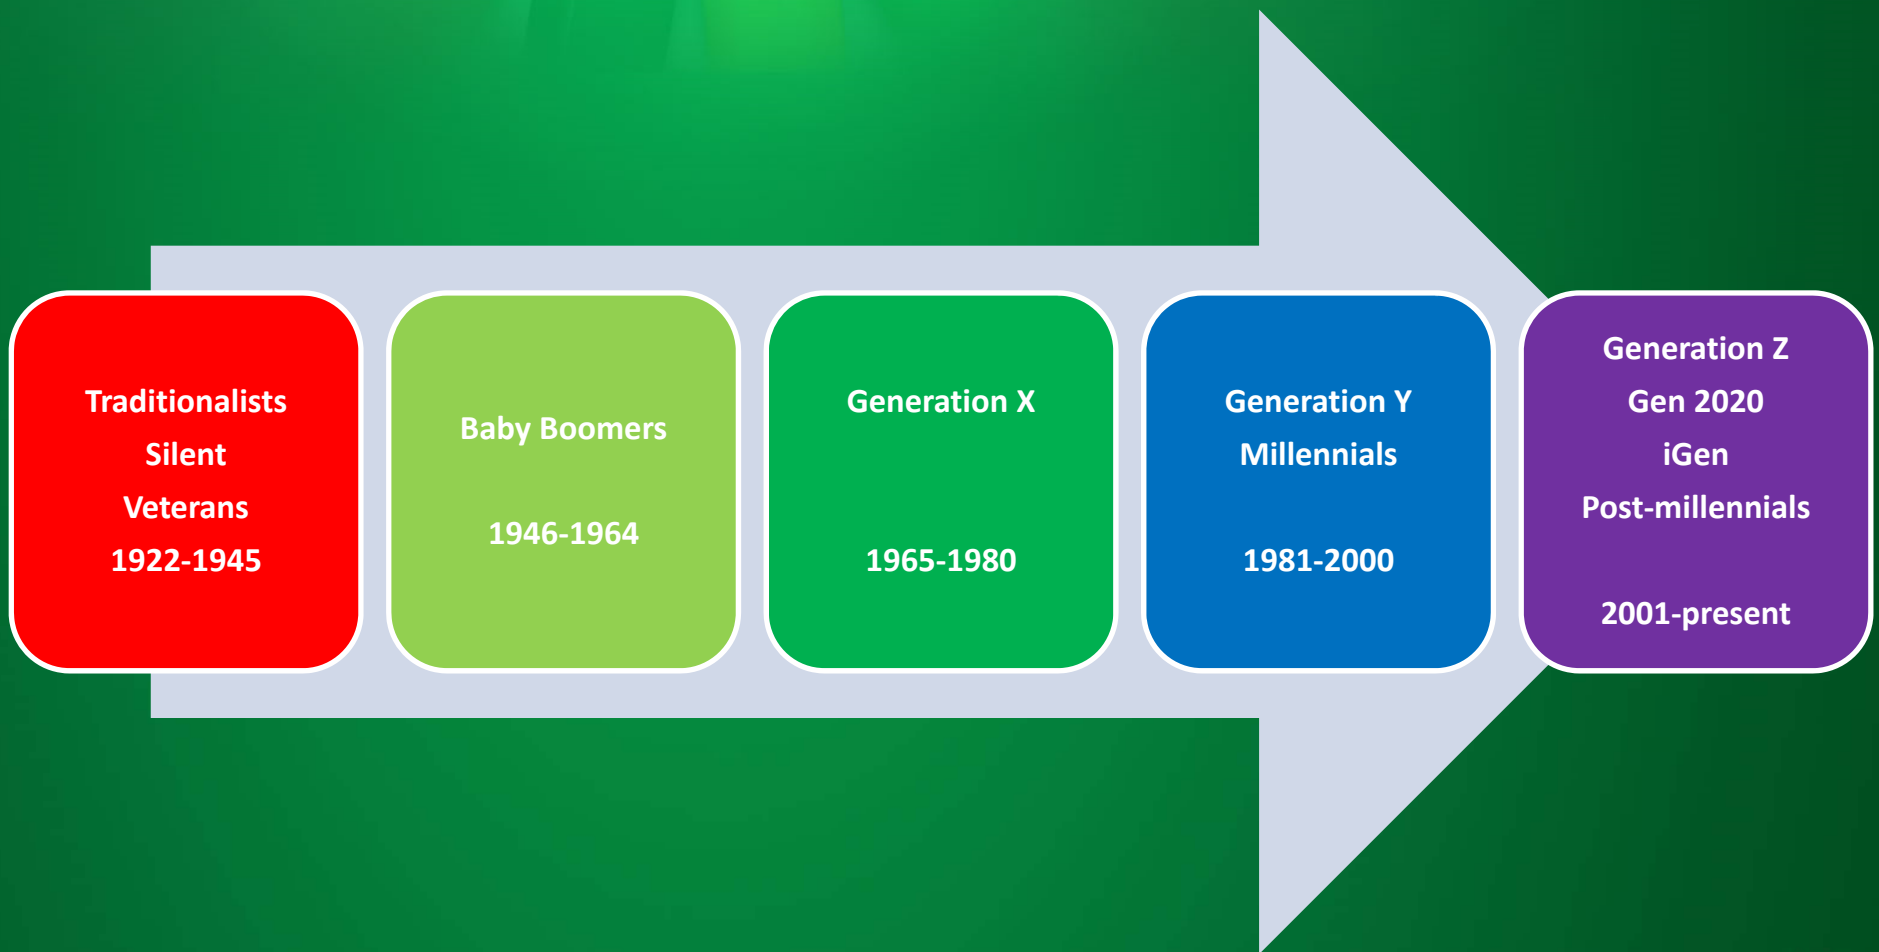 Traditionalists
Silent
Veterans
1922-1945
Baby Boomers
1946-1964
Generation X
1965-1980
Generation Y
Millennials
1981-2000
Generation Z
Gen 2020
iGen
Post-millennials
2001-present